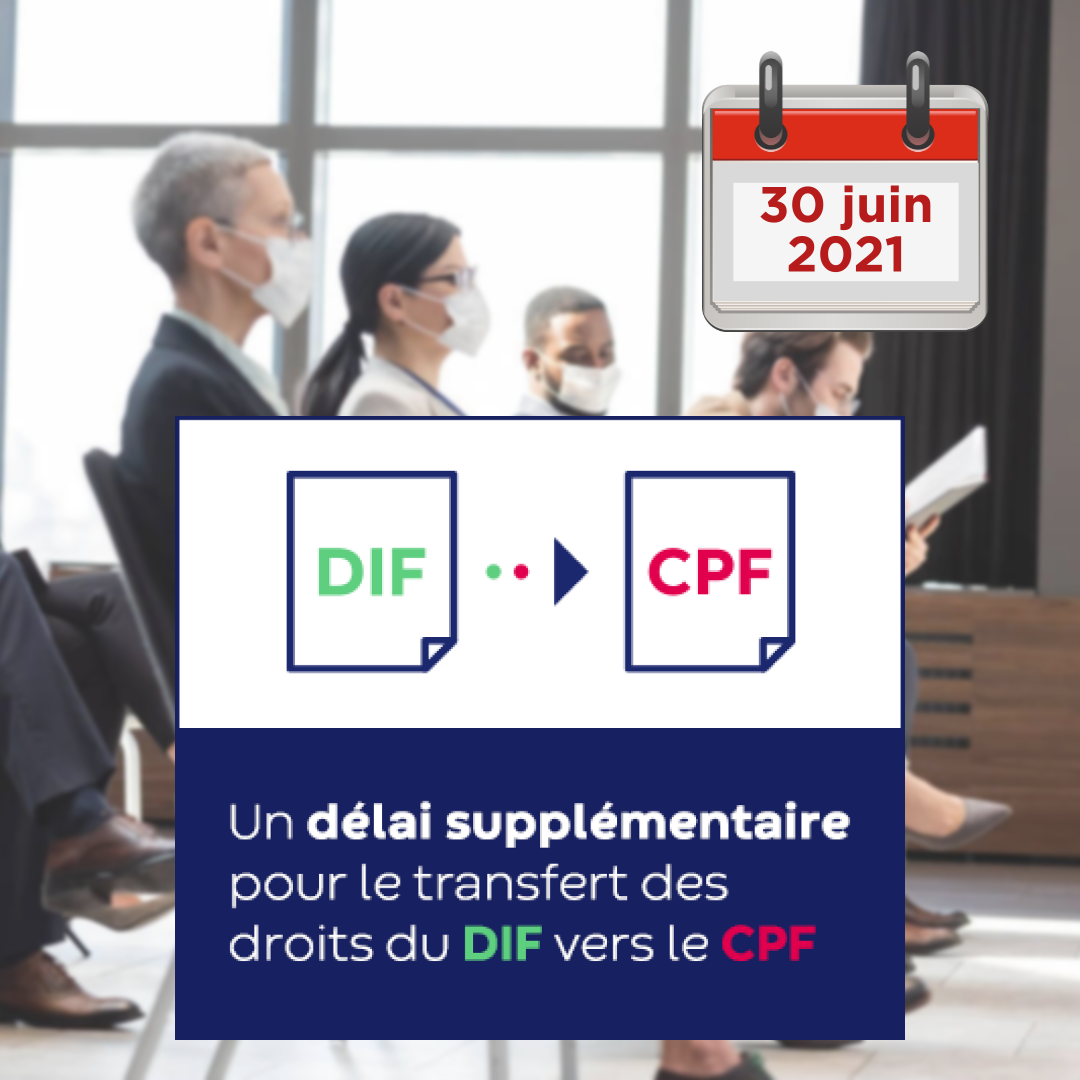 30 juin
2021
DIF
CPF
Un délai supplémentaire
pour le transfert des
droits du DIF vers le CPF